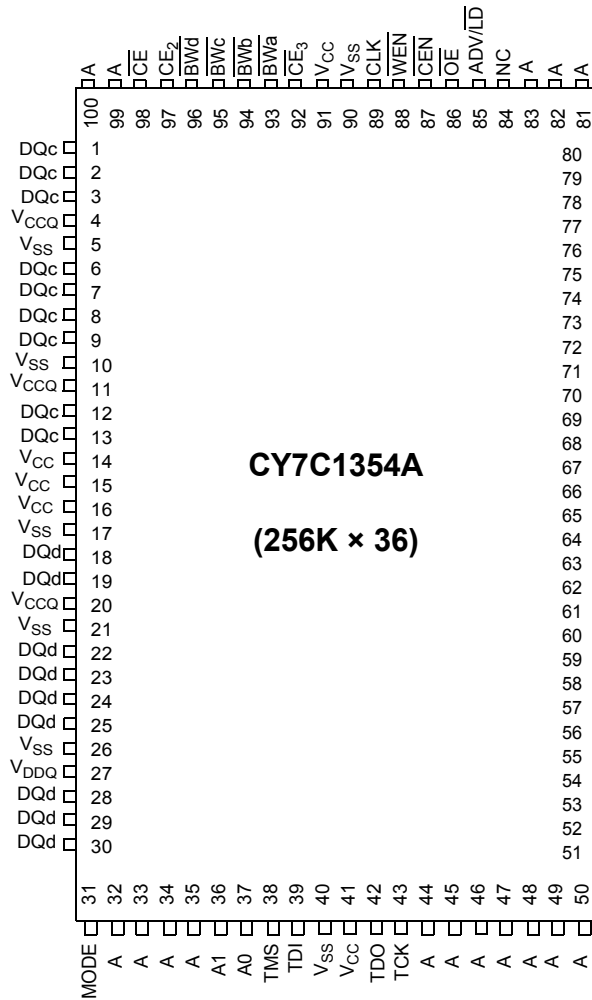 A
A
CE
CE2
BWd
BWc
BWb
BWa
CE3
VCC
VSS
CLK
WEN
CEN
OE
ADV/LD
NC
A
A
A
100
99
98
97
96
95
94
93
92
91
90
89
88
87
86
85
84
83
82
81
DQc 1
DQc 2
DQc 3
VCCQ 4
VSS 5
DQc 6
DQc 7
DQc 8
DQc 9
VSS 10
VCCQ 11
DQc 12
DQc 13
VCC 14
VCC 15
VCC 16
VSS 17
DQd 18
DQd 19
VCCQ 20
VSS 21
DQd 22
DQd 23
DQd 24
DQd 25
VSS 26
VDDQ 27
DQd 28
DQd 29
DQd 30
CY7C1354A
(256K × 36)
80
79
78
77
76
75
74
73
72
71
70
69
68
67
66
65
64
63
62
61
60
59
58
57
56
55
54
53
52
51
31
32
33
34
35
36
37
38
39
40
41
42
43
44
45
46
47
48
49
50
MODE
A
A
A
A
A1
A0
TMS
TDI
VSS
VCC
TDO
TCK
A
A
A
A
A
A
A